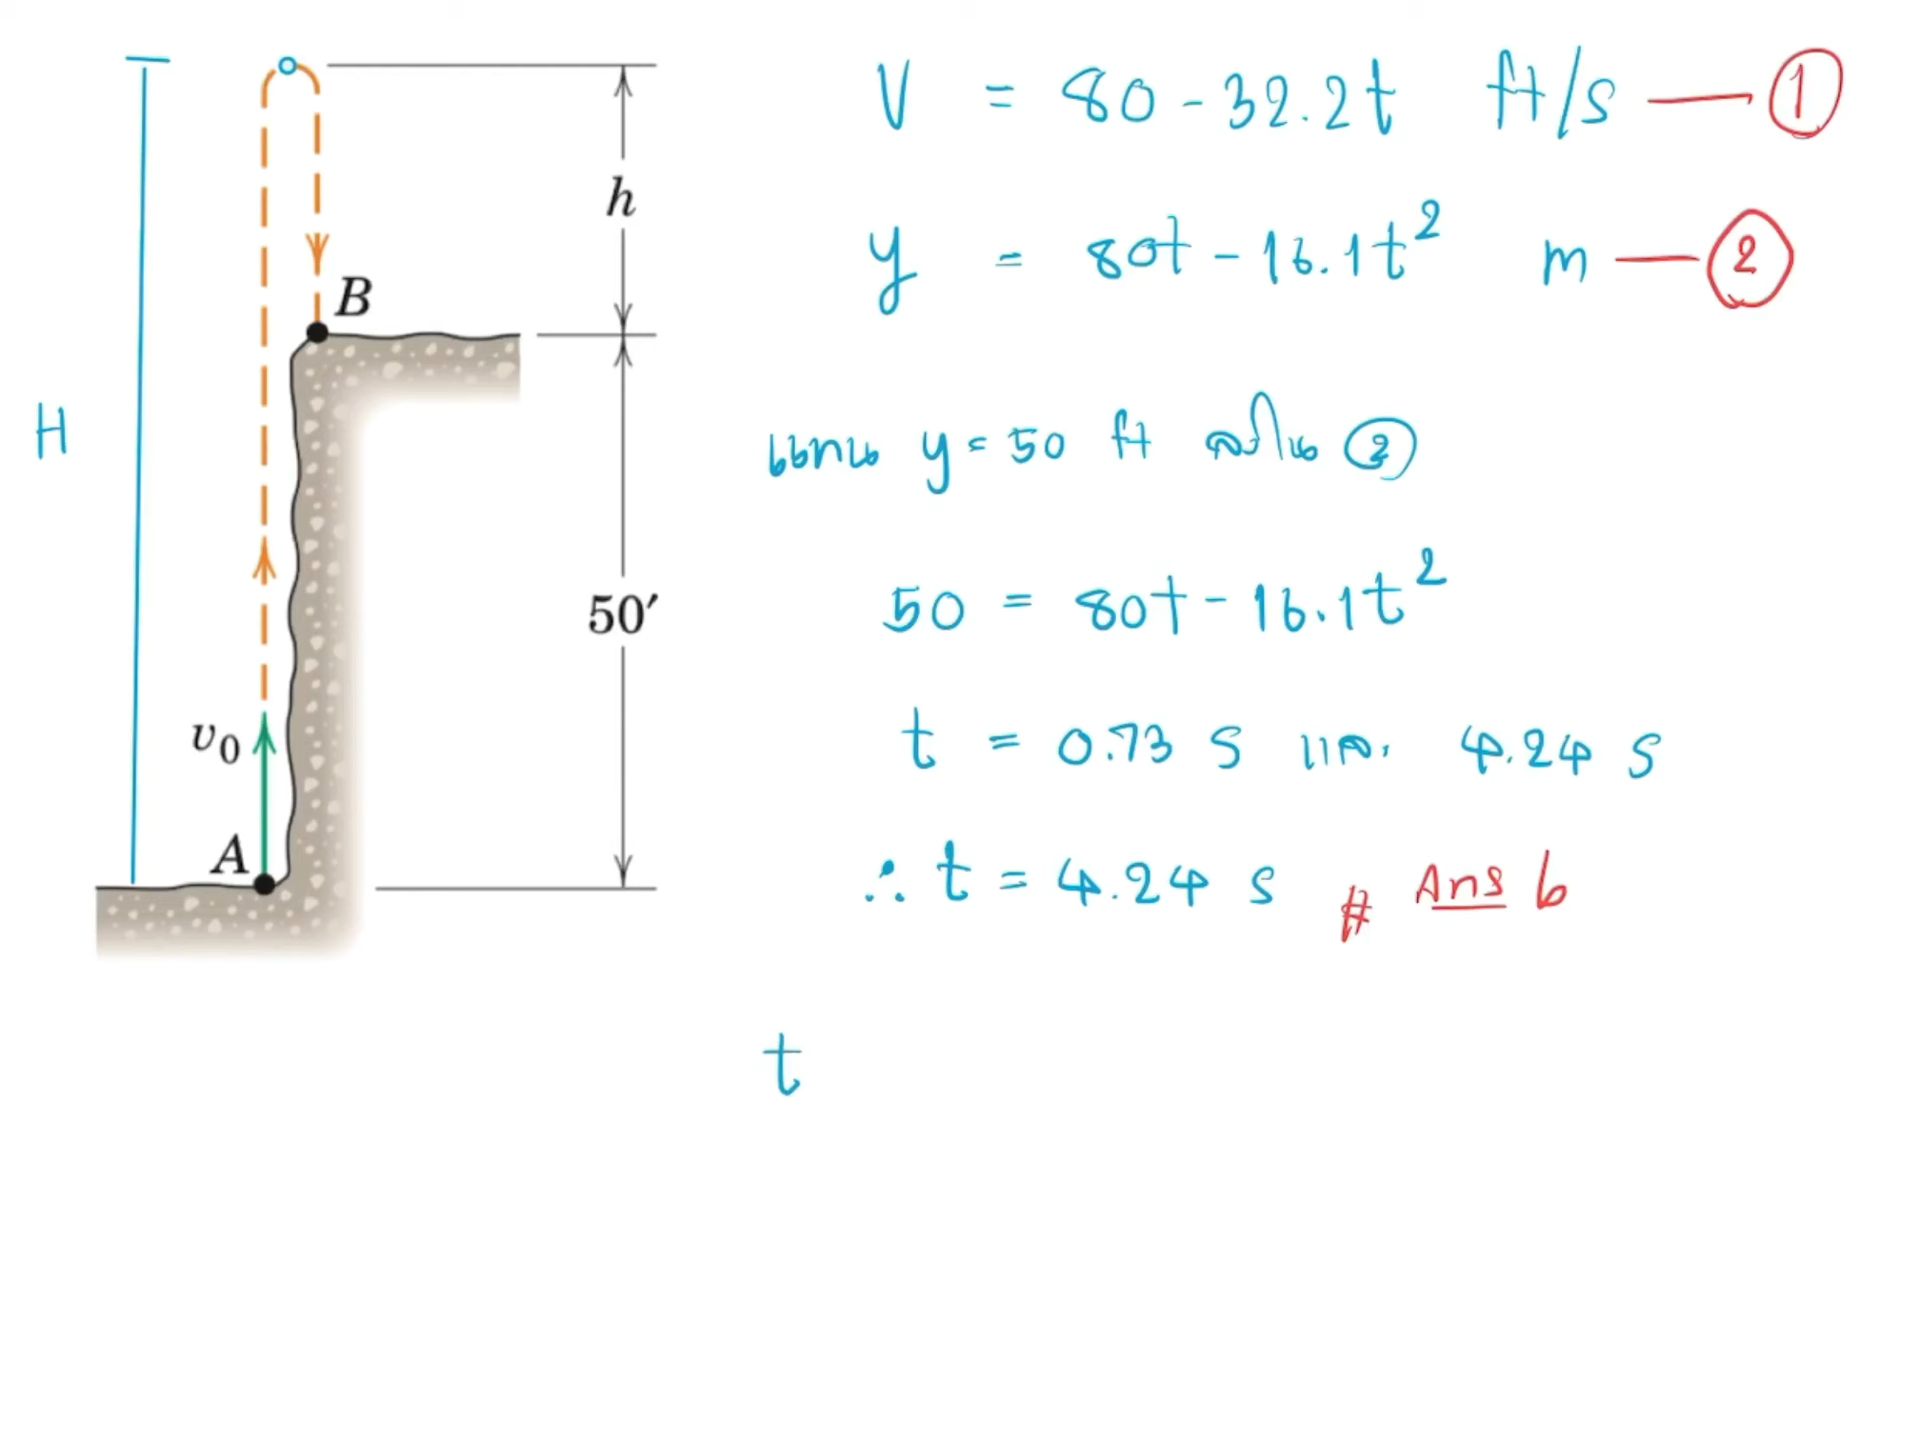 H
h
B
50′
v0
A
V = 80 - 32.2t ft/s — 1
y = 80t - 16.1t² m — 2
แทน y = 50 ft ลงใน 2
50 = 80t - 16.1t²
t = 0.73 s และ 4.24 s
∴ t = 4.24 s # Ans b
t